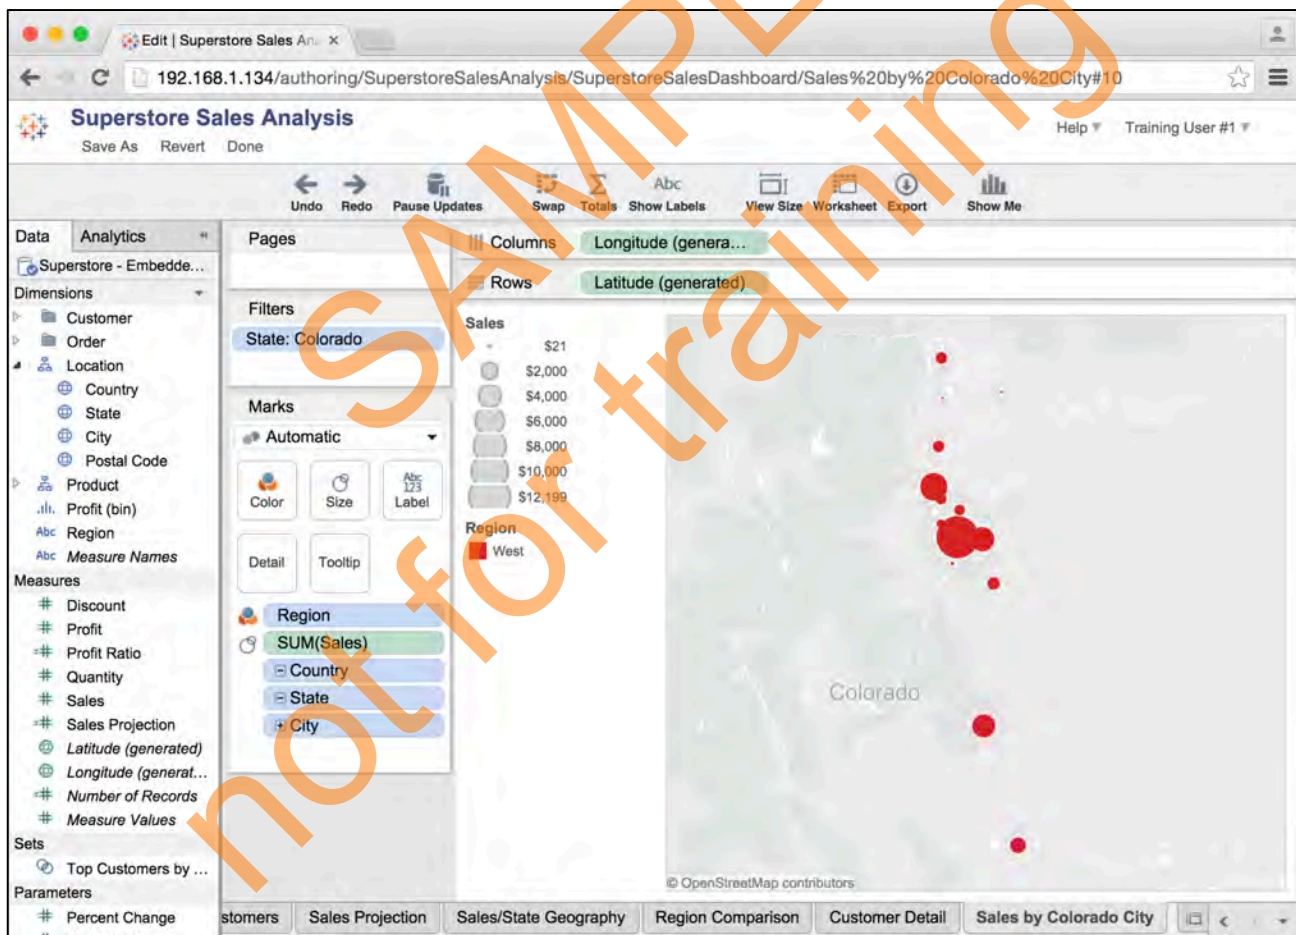 Edit | Superstore Sales An
192.168.1.134/authoring/SuperstoreSalesAnalysis/SuperstoreSalesDashboard/Sales%20by%20Colorado%20City#10
Superstore Sales Analysis
Save As Revert Done
Help Training User #1
Undo Redo Pause Updates Swap Totals Abc Show Labels View Size Worksheet Export Show Me
Data Analytics
Superstore - Embedde...
Dimensions
Customer
Order
Location
Country
State
City
Postal Code
Product
Profit (bin)
Abc Region
Abc Measure Names
Measures
# Discount
# Profit
=# Profit Ratio
# Quantity
# Sales
=# Sales Projection
Latitude (generated)
Longitude (generat...
=# Number of Records
# Measure Values
Sets
Top Customers by ...
Parameters
# Percent Change
Pages
Filters
State: Colorado
Marks
Automatic
Color Size Abc 123 Label
Detail Tooltip
Region
SUM(Sales)
Country
State
City
Columns Longitude (genera...
Rows Latitude (generated)
Sales
$21
$2,000
$4,000
$6,000
$8,000
$10,000
$12,199
Region
West
Colorado
© OpenStreetMap contributors
stomers Sales Projection Sales/State Geography Region Comparison Customer Detail Sales by Colorado City
SAMPL
not for training